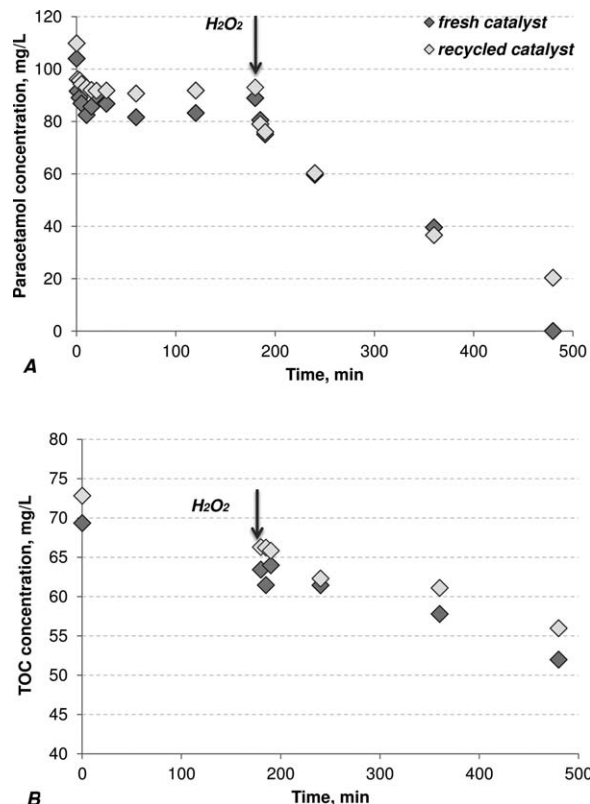 H₂O₂
◆ fresh catalyst
◇ recycled catalyst
Paracetamol concentration, mg/L
120
100
80
60
40
20
0
0 100 200 300 400 500
A
Time, min
80
75
70
65
60
55
50
45
40
H₂O₂
TOC concentration, mg/L
0 100 200 300 400 500
B
Time, min